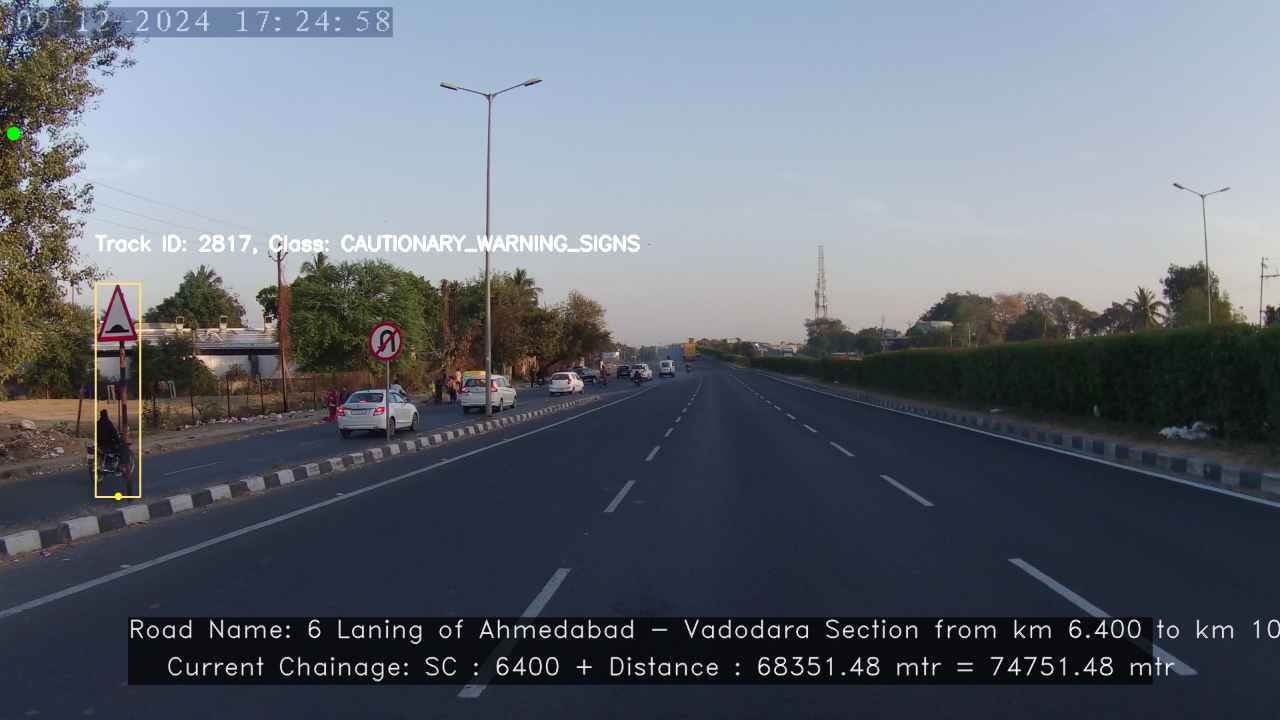 09-12-2024 17:24:58
Track ID: 2817, Class: CAUTIONARY_WARNING_SIGNS
Road Name: 6 Laning of Ahmedabad - Vadodara Section from km 6.400 to km 10
Current Chainage: SC : 6400 + Distance : 68351.48 mtr = 74751.48 mtr